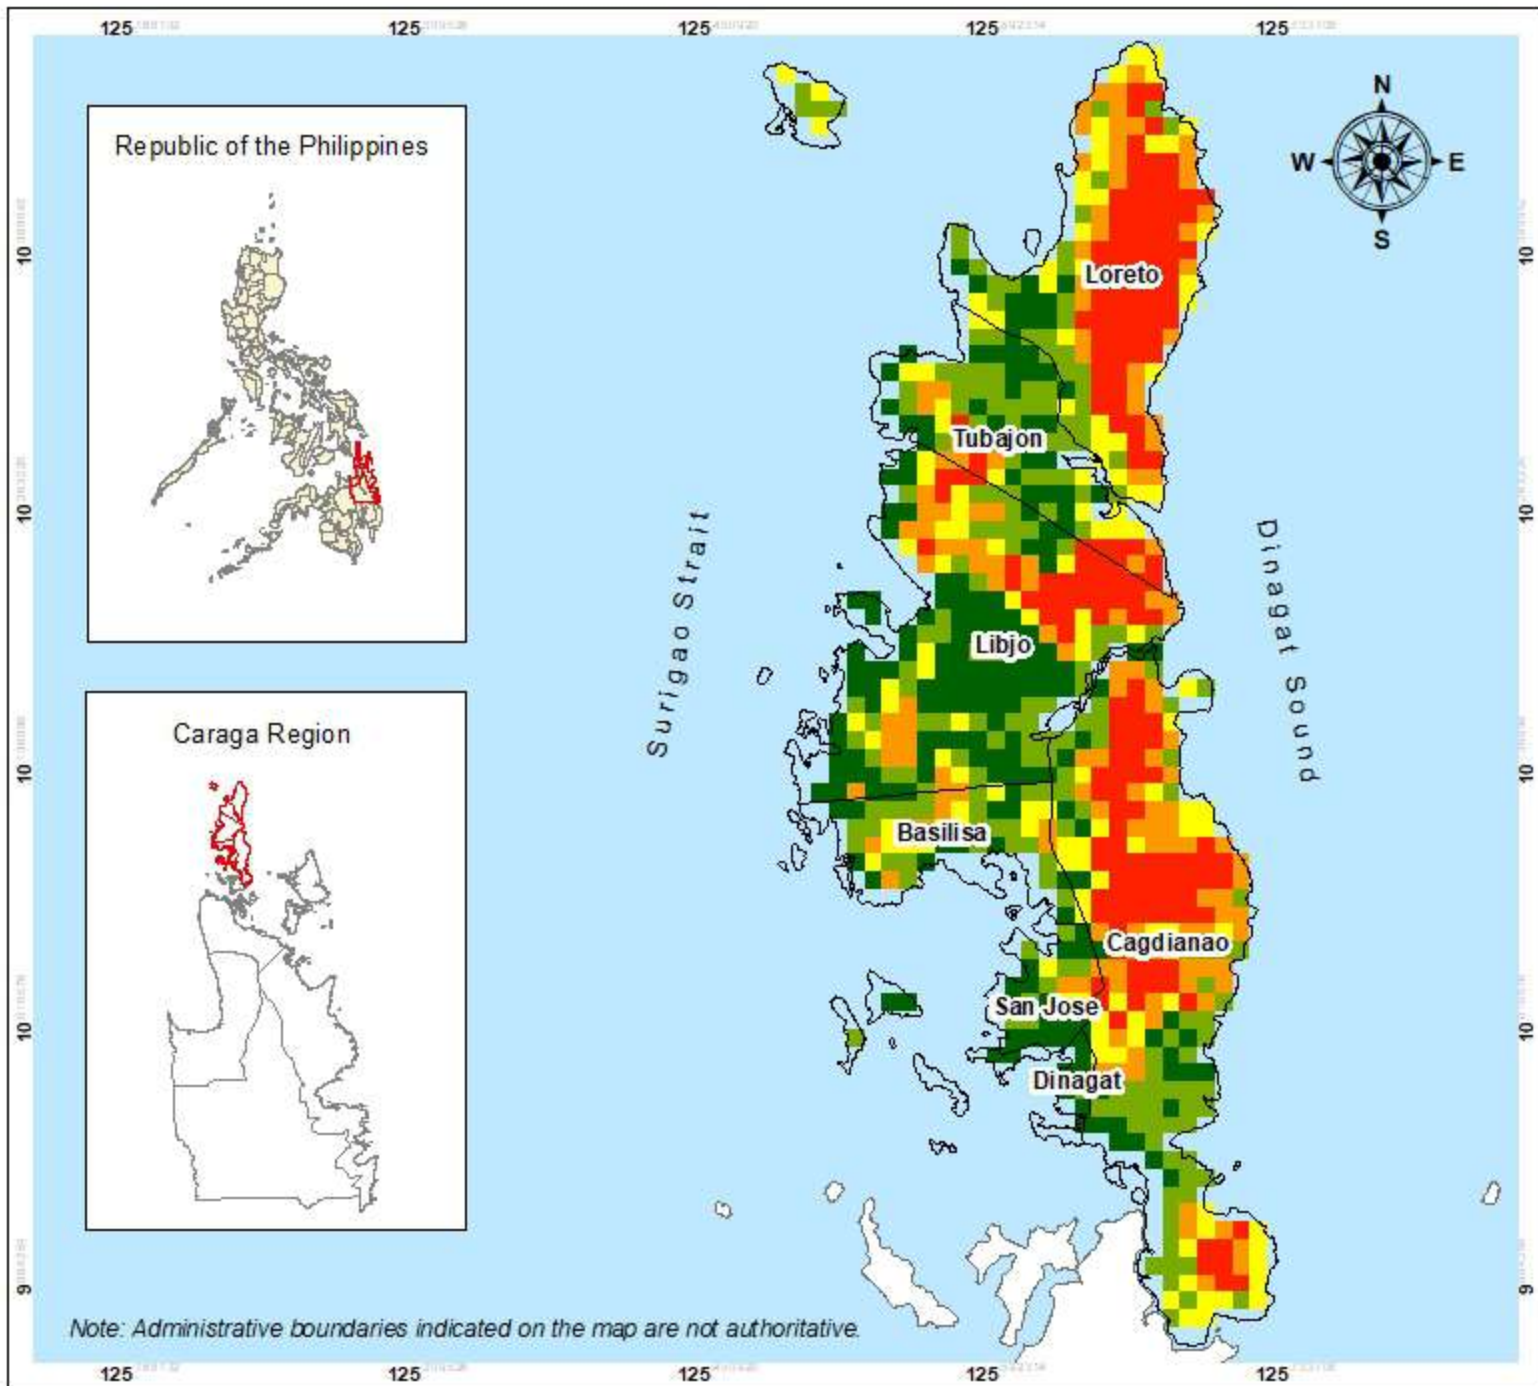 125 125 125 125 125
Republic of the Philippines
N
W E
S
10 10
Loreto
Tubajon
10 10
Surigao Strait
Dinagat Sound
Libjo
Caraga Region
10 10
Basilisa
Cagdianao
San Jose
10 10
Dinagat
9 9
Note: Administrative boundaries indicated on the map are not authoritative.
125 125 125 125 125